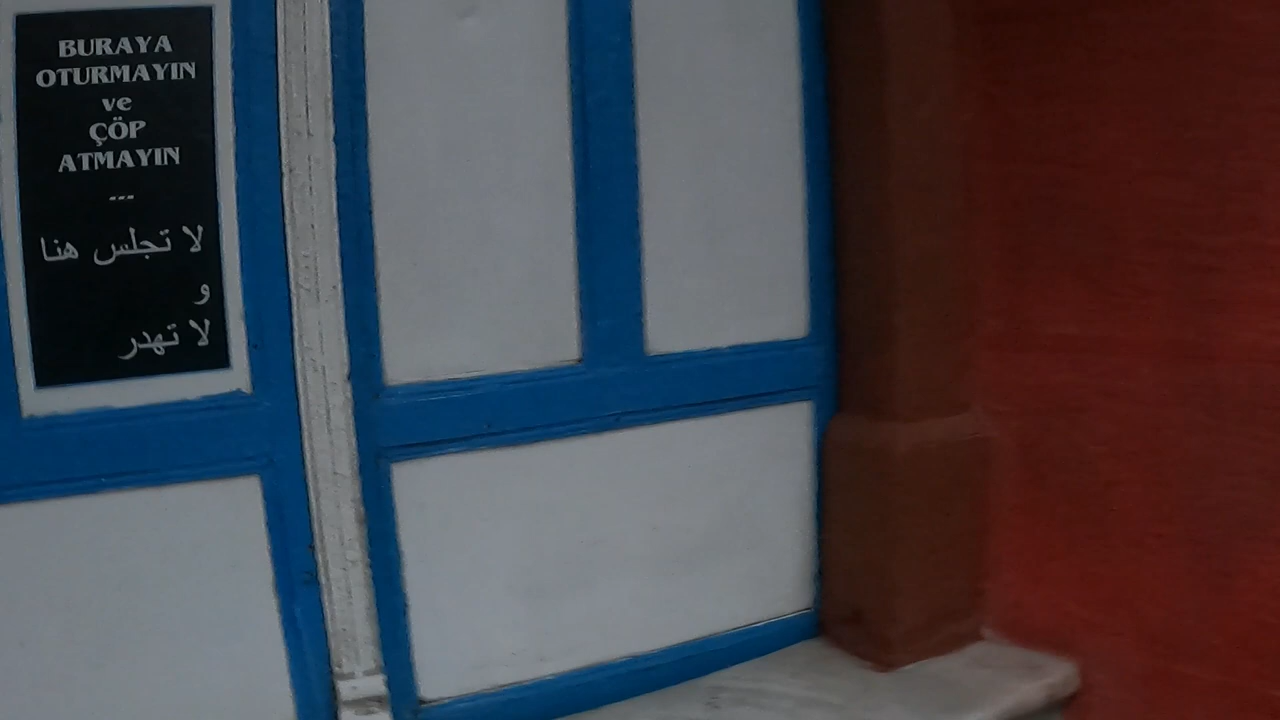 BURAYA
OTURMAYIN
ve
ÇÖP
ATMAYIN
---
لا تجلس هنا
و
لا تهدر